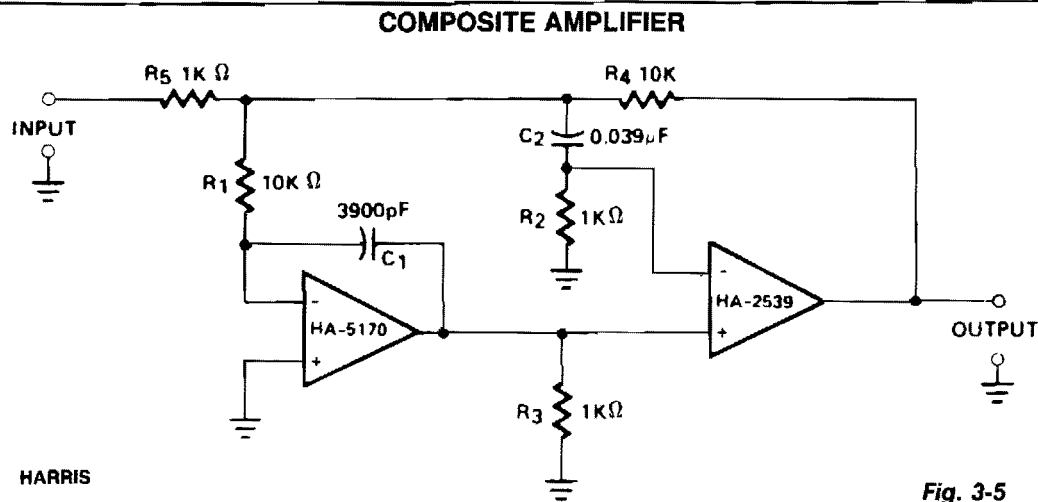 COMPOSITE AMPLIFIER
R5 1K Ω
R4 10K
INPUT
C2 0.039μF
R1 10K Ω
3900pF
C1
R2 1KΩ
-
HA-5170
+
-
HA-2539
+
OUTPUT
R3 1KΩ
HARRIS
Fig. 3-5